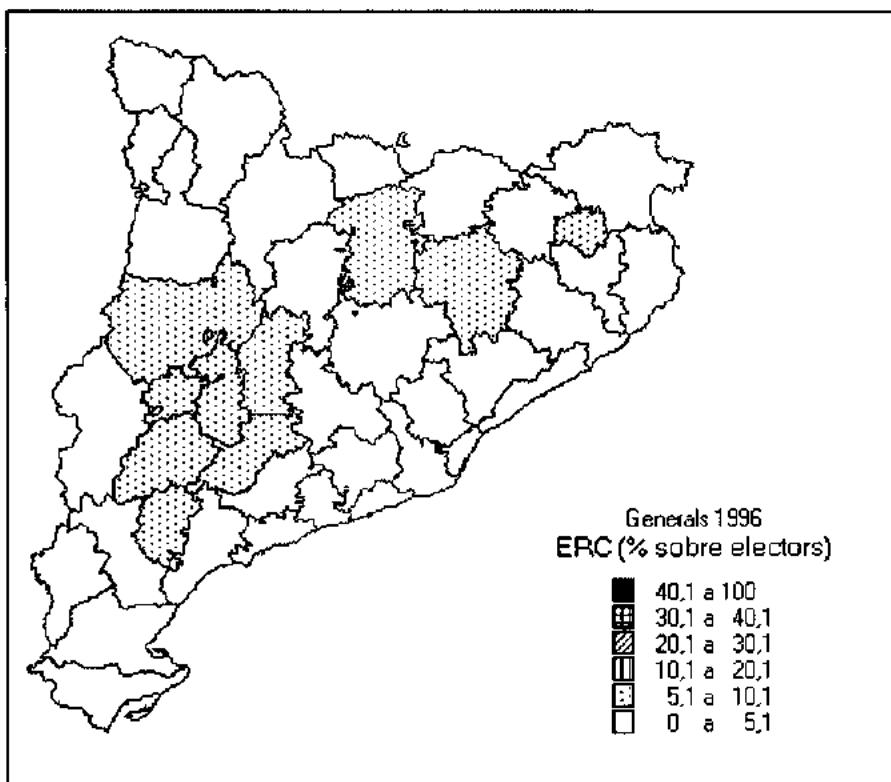 Generals 1996
ERC (% sobre electors)
40,1 a 100
30,1 a 40,1
20,1 a 30,1
10,1 a 20,1
5,1 a 10,1
0 a 5,1